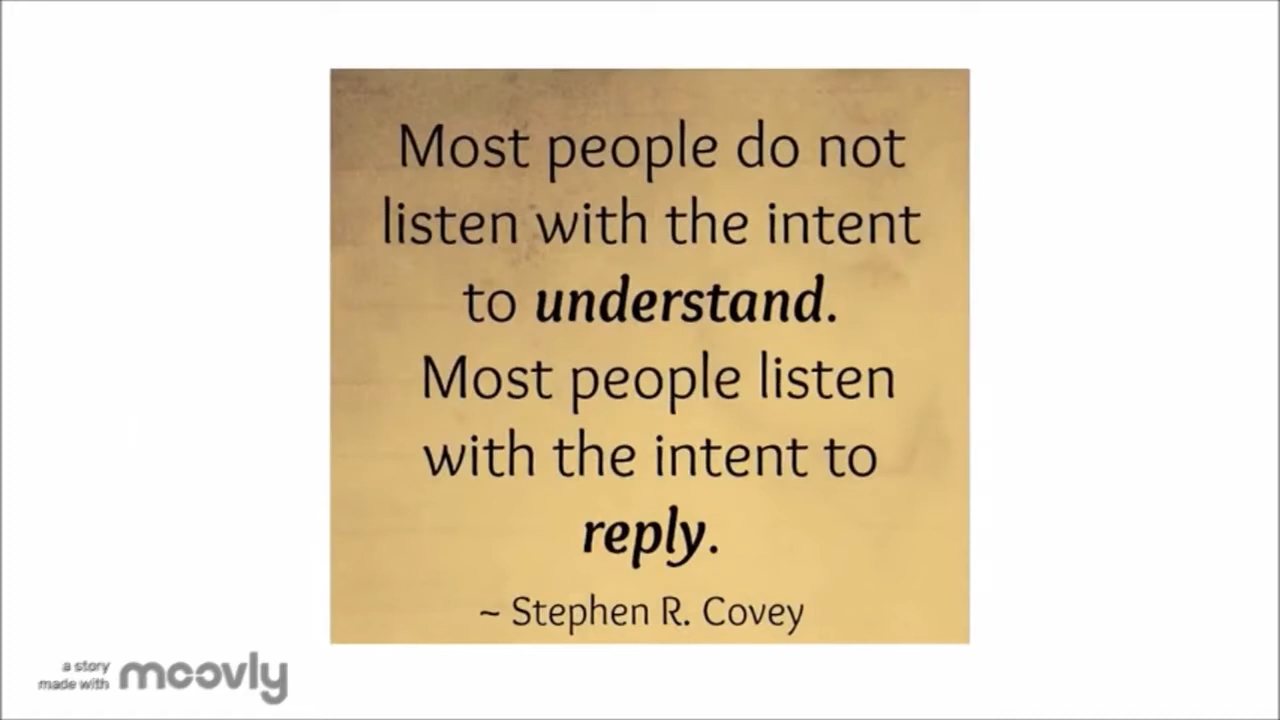 Most people do not
listen with the intent
to understand.
Most people listen
with the intent to
reply.
~ Stephen R. Covey
a story
made with moovly